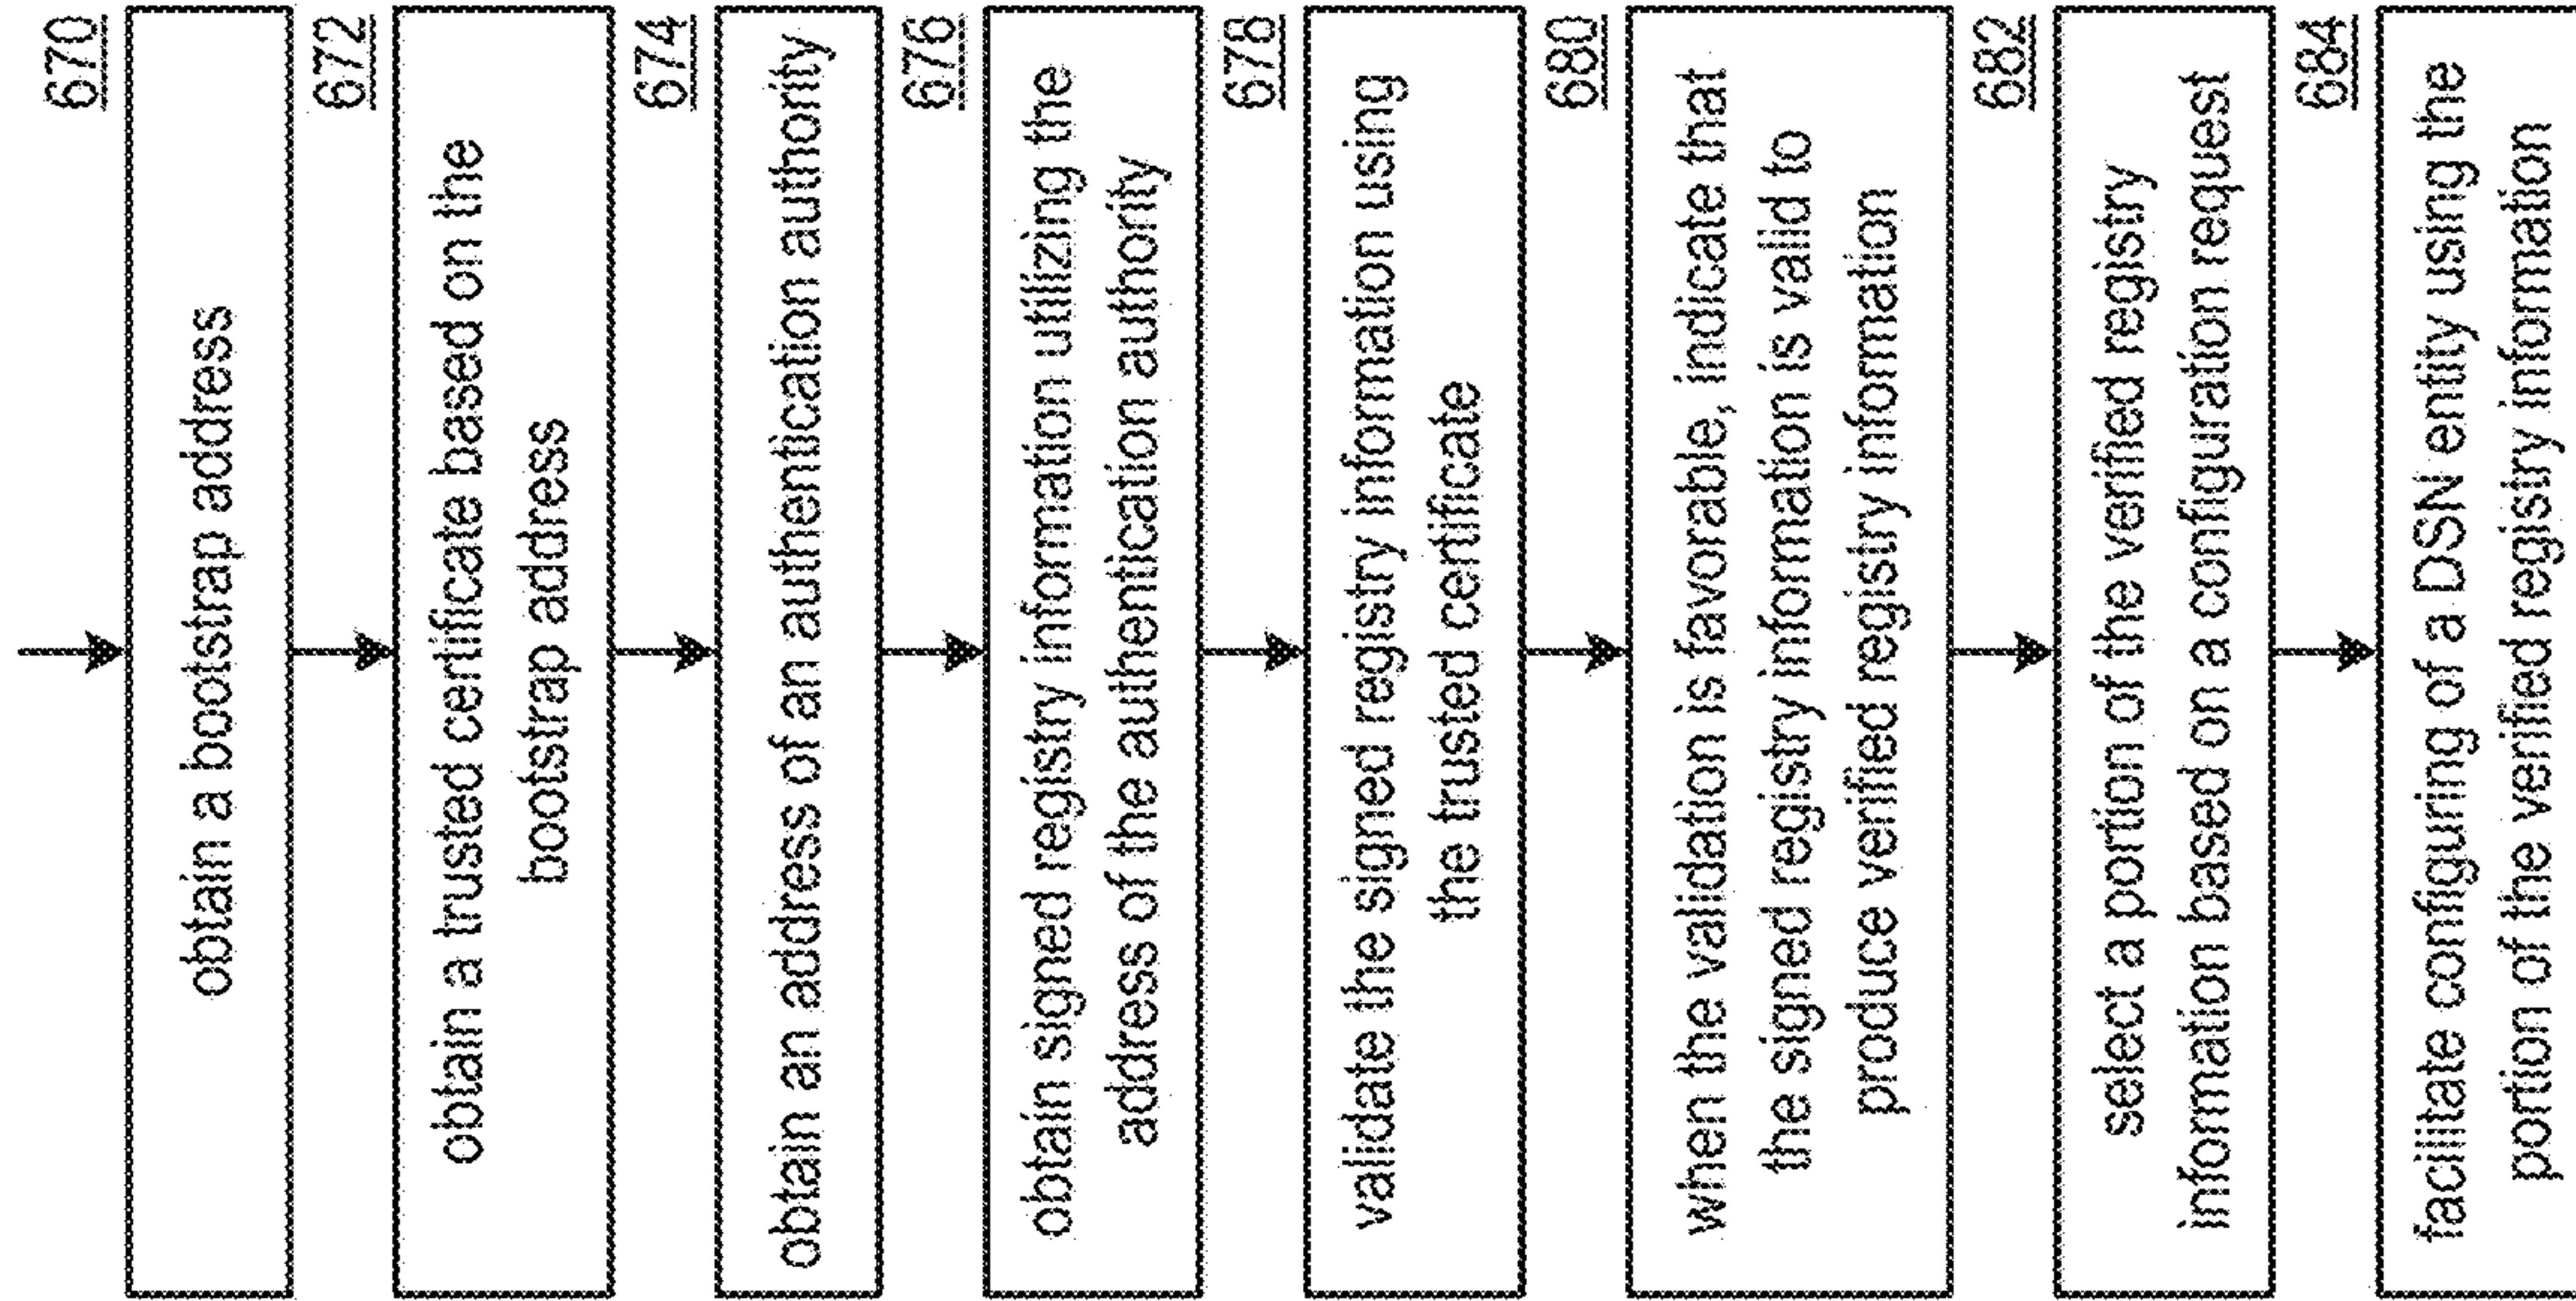 670
obtain a bootstrap address
672
obtain a trusted certificate based on the
bootstrap address
674
obtain an address of an authentication authority
676
obtain signed registry information utilizing the
address of the authentication authority
678
validate the signed registry information using
the trusted certificate
680
when the validation is favorable, indicate that
the signed registry information is valid to
produce verified registry information
682
select a portion of the verified registry
information based on a configuration request
684
facilitate configuring of a DSN entity using the
portion of the verified registry information